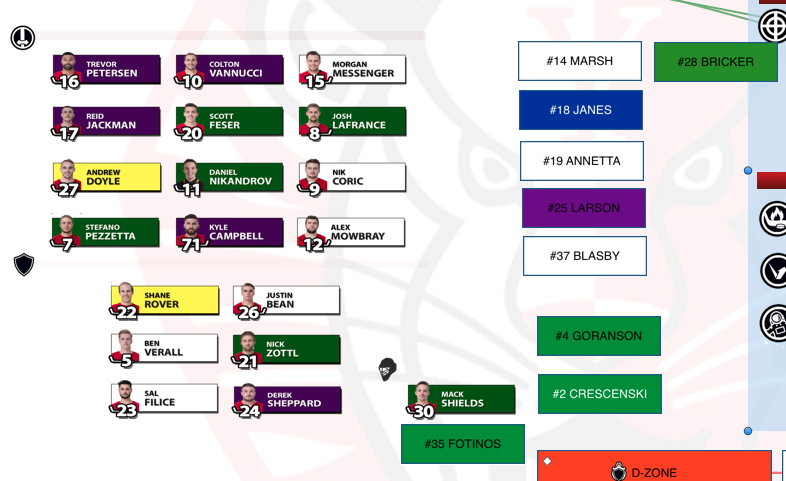 TREVOR
PETERSEN
16
COLTON
VANNUCCI
10
MORGAN
MESSENGER
15
#14 MARSH
#28 BRICKER
REID
JACKMAN
17
SCOTT
FESER
20
JOSH
LAFRANCE
8
#18 JANES
ANDREW
DOYLE
27
DANIEL
NIKANDROV
11
NIK
CORIC
9
#19 ANNETTA
#25 LARSON
STEFANO
PEZZETTA
7
KYLE
CAMPBELL
71
ALEX
MOWBRAY
12
#37 BLASBY
SHANE
ROVER
22
JUSTIN
BEAN
26
BEN
VERALL
5
NICK
ZOTTL
21
#4 GORANSON
SAL
FILICE
23
DEREK
SHEPPARD
24
MACK
SHIELDS
30
#2 CRESCENSKI
#35 FOTINOS
D-ZONE